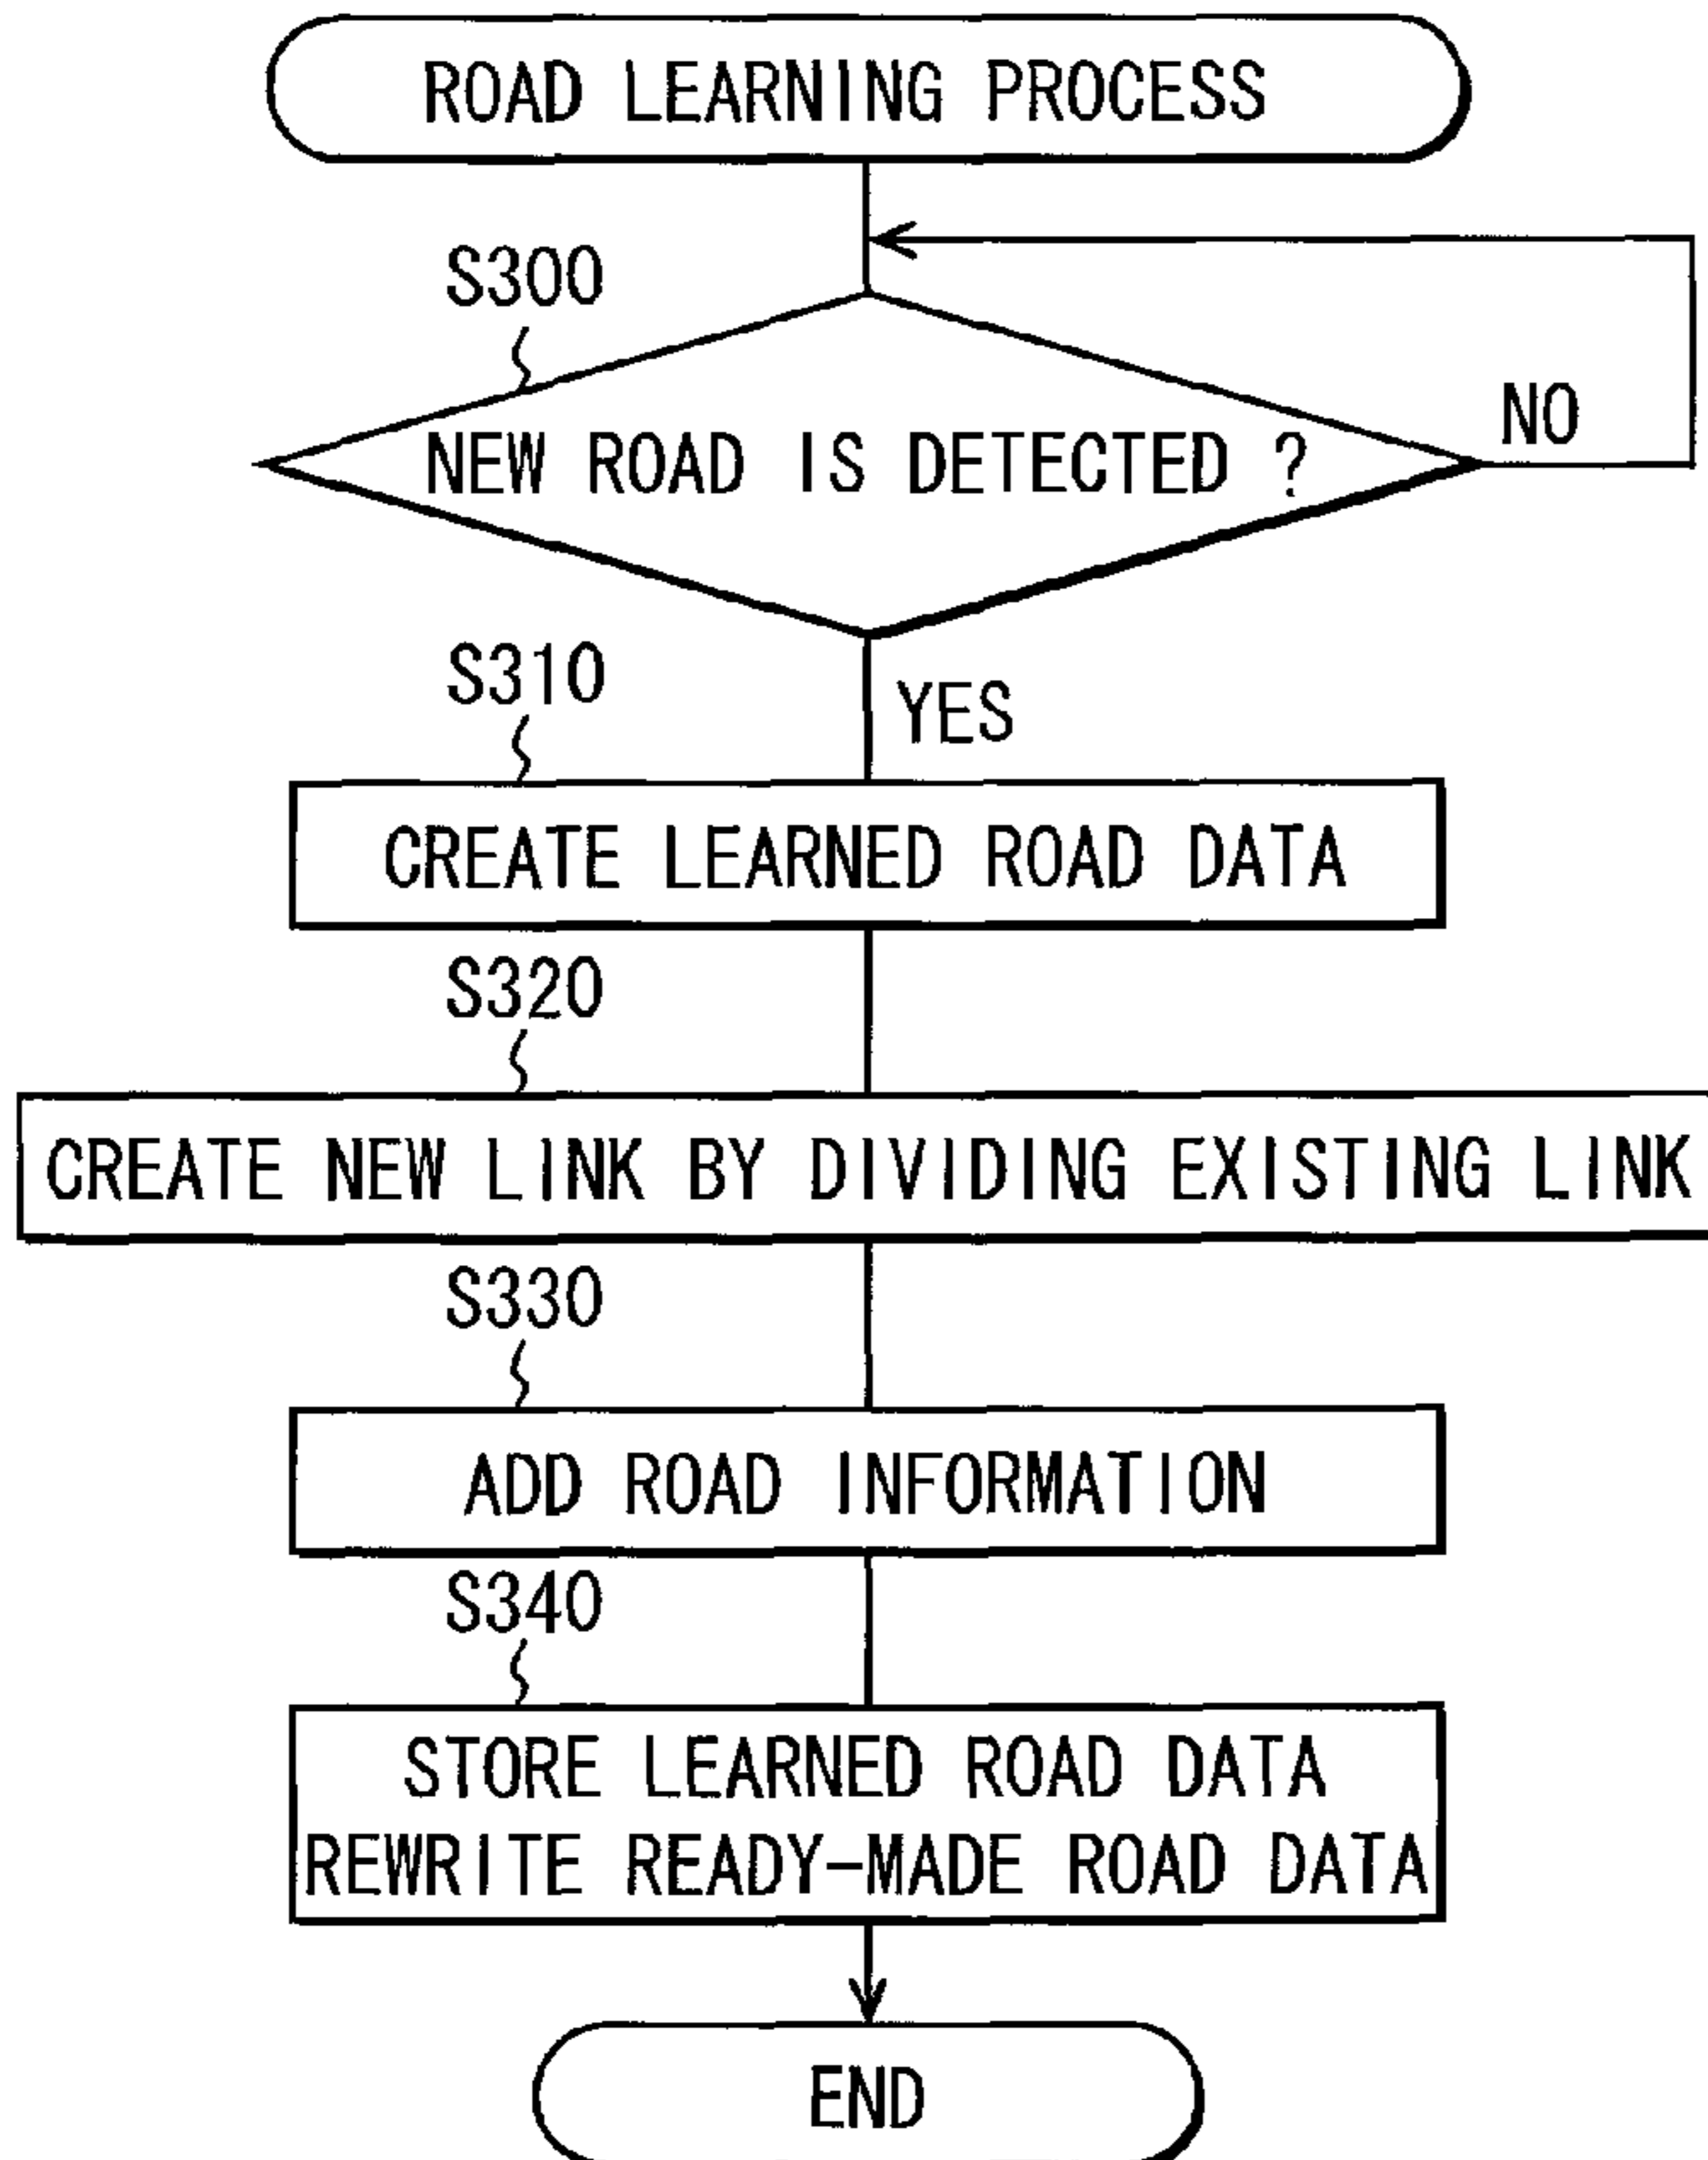 ROAD LEARNING PROCESS
S300
NEW ROAD IS DETECTED ?
NO
S310
YES
CREATE LEARNED ROAD DATA
S320
CREATE NEW LINK BY DIVIDING EXISTING LINK
S330
ADD ROAD INFORMATION
S340
STORE LEARNED ROAD DATA
REWRITE READY-MADE ROAD DATA
END